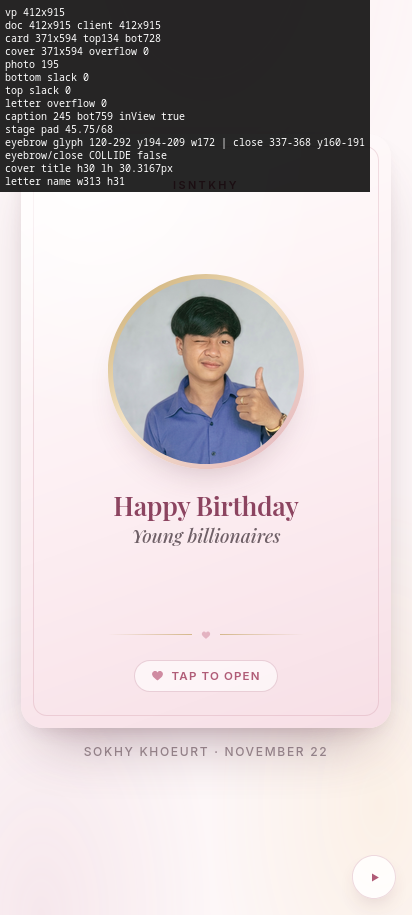 vp 412x915
doc 412x915 client 412x915
card 371x594 top134 bot728
cover 371x594 overflow 0
photo 195
bottom slack 0
top slack 0
letter overflow 0
caption 245 bot759 inView true
stage pad 45.75/68
eyebrow glyph 120-292 y194-209 w172 | close 337-368 y160-191
eyebrow/close COLLIDE false
cover title h30 lh 30.3167px
letter name w313 h31
ISNTKHY
Happy Birthday
Young billionaires
TAP TO OPEN
SOKHY KHOEURT · NOVEMBER 22